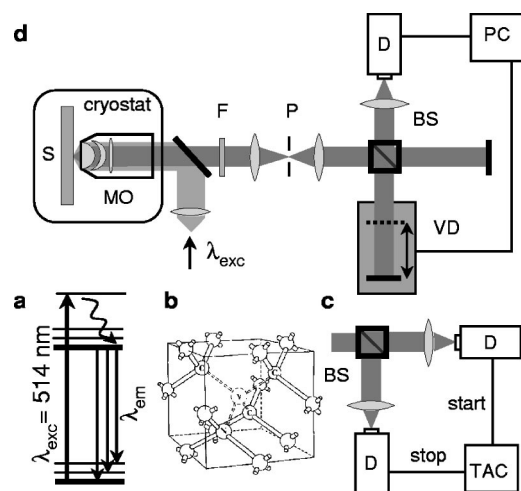 d
D
PC
cryostat
F
P
BS
S
MO
VD
λexc
a
b
c
λexc = 514 nm
λem
BS
D
start
D
stop
TAC